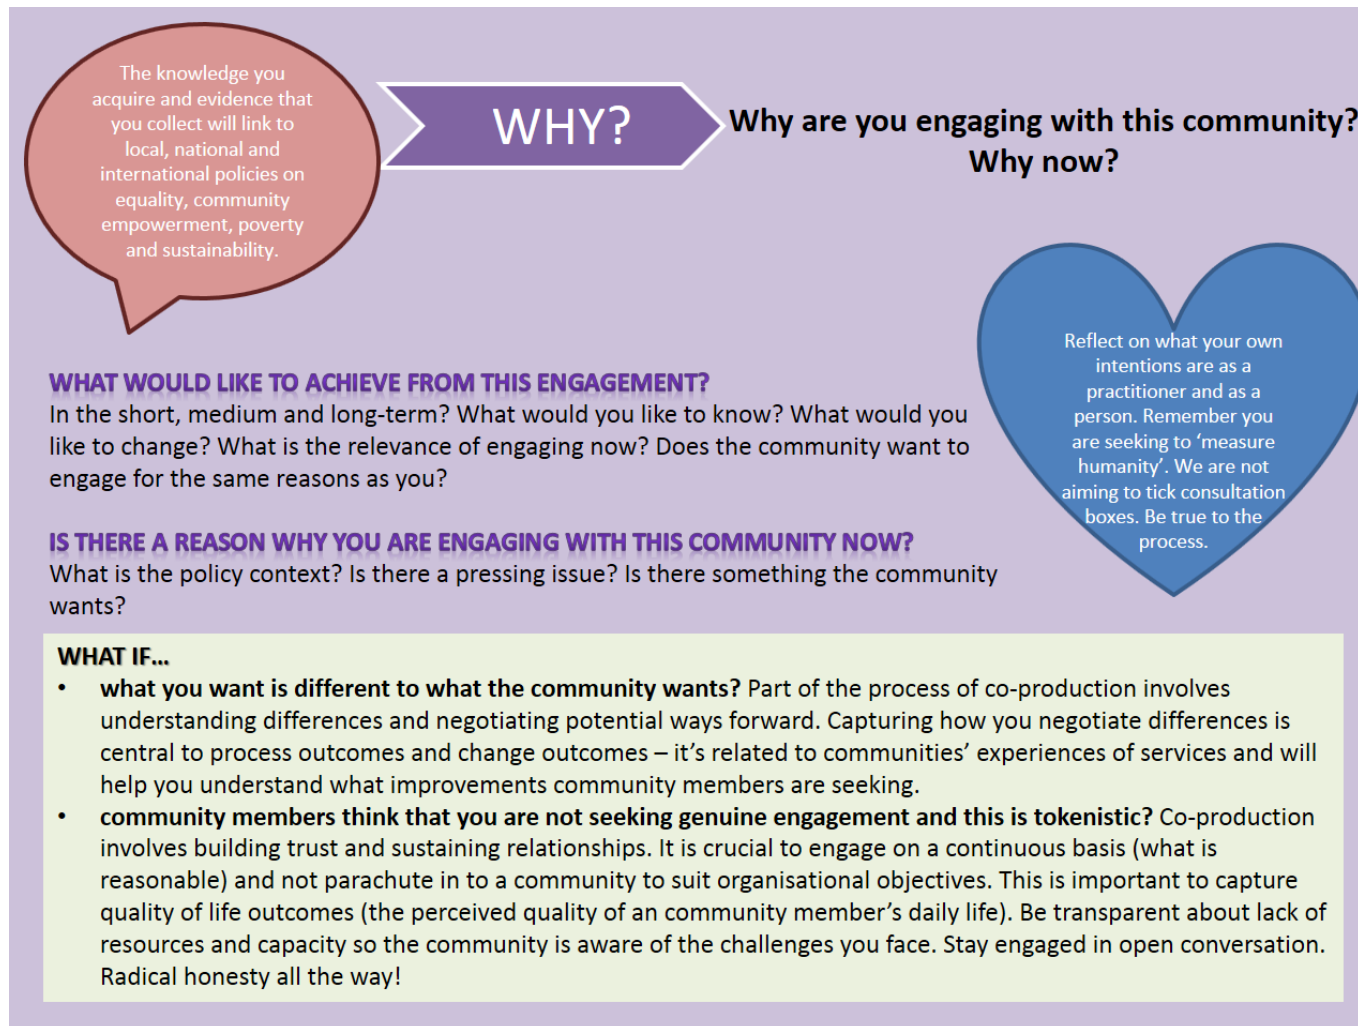 The knowledge you
acquire and evidence that
you collect will link to
local, national and
international policies on
equality, community
empowerment, poverty
and sustainability.
WHY?
Why are you engaging with this community?
Why now?
Reflect on what your own
intentions are as a
practitioner and as a
person. Remember you
are seeking to ‘measure
humanity’. We are not
aiming to tick consultation
boxes. Be true to the
process.
WHAT WOULD LIKE TO ACHIEVE FROM THIS ENGAGEMENT?
In the short, medium and long-term? What would you like to know? What would you
like to change? What is the relevance of engaging now? Does the community want to
engage for the same reasons as you?
IS THERE A REASON WHY YOU ARE ENGAGING WITH THIS COMMUNITY NOW?
What is the policy context? Is there a pressing issue? Is there something the community
wants?
WHAT IF…
• what you want is different to what the community wants? Part of the process of co-production involves
understanding differences and negotiating potential ways forward. Capturing how you negotiate differences is
central to process outcomes and change outcomes – it’s related to communities’ experiences of services and will
help you understand what improvements community members are seeking.
• community members think that you are not seeking genuine engagement and this is tokenistic? Co-production
involves building trust and sustaining relationships. It is crucial to engage on a continuous basis (what is
reasonable) and not parachute in to a community to suit organisational objectives. This is important to capture
quality of life outcomes (the perceived quality of an community member’s daily life). Be transparent about lack of
resources and capacity so the community is aware of the challenges you face. Stay engaged in open conversation.
Radical honesty all the way!